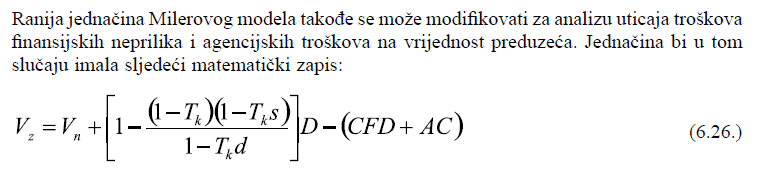 Ranija jednačina Milerovog modela takođe se može modifikovati za analizu uticaja troškova
finansijskih neprilika i agencijskih troškova na vrijednost preduzeća. Jednačina bi u tom
slučaju imala sljedeći matematički zapis:
V_z = V_n + [1 − (1−T_k)(1−T_k s) / (1−T_k d)] D − (CFD + AC) (6.26.)